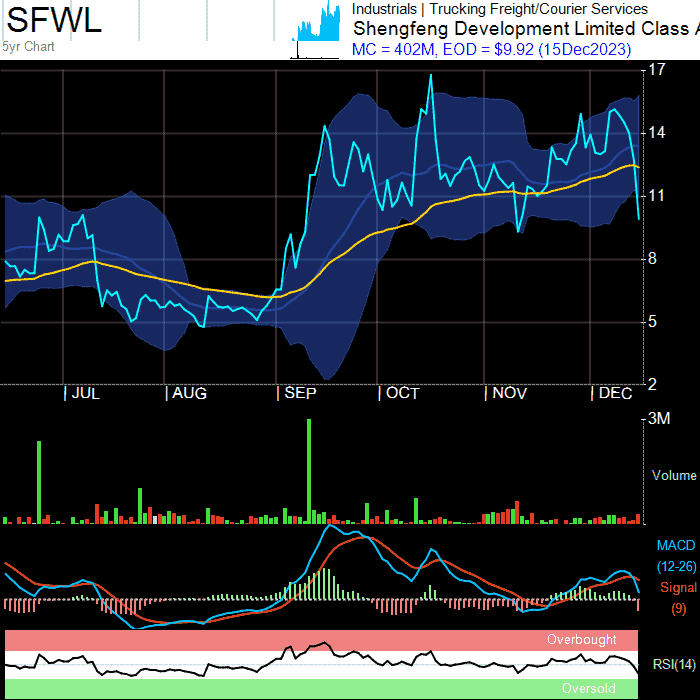 SFWL
5yr Chart
Industrials | Trucking Freight/Courier Services
Shengfeng Development Limited Class A
MC = 402M, EOD = $9.92 (15Dec2023)
17
14
11
8
5
2
| JUL | AUG | SEP | OCT | NOV | DEC
3M
Volume
MACD
(12-26)
Signal
(9)
Overbought
RSI(14)
Oversold